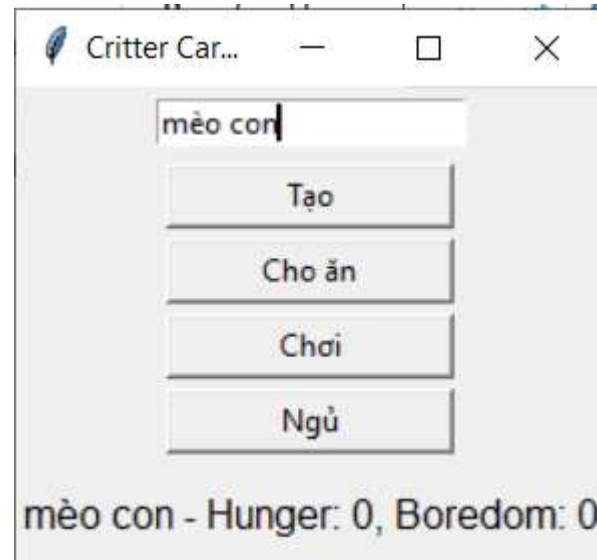 Critter Car...
mèo con
Tạo
Cho ăn
Chơi
Ngủ
mèo con - Hunger: 0, Boredom: 0